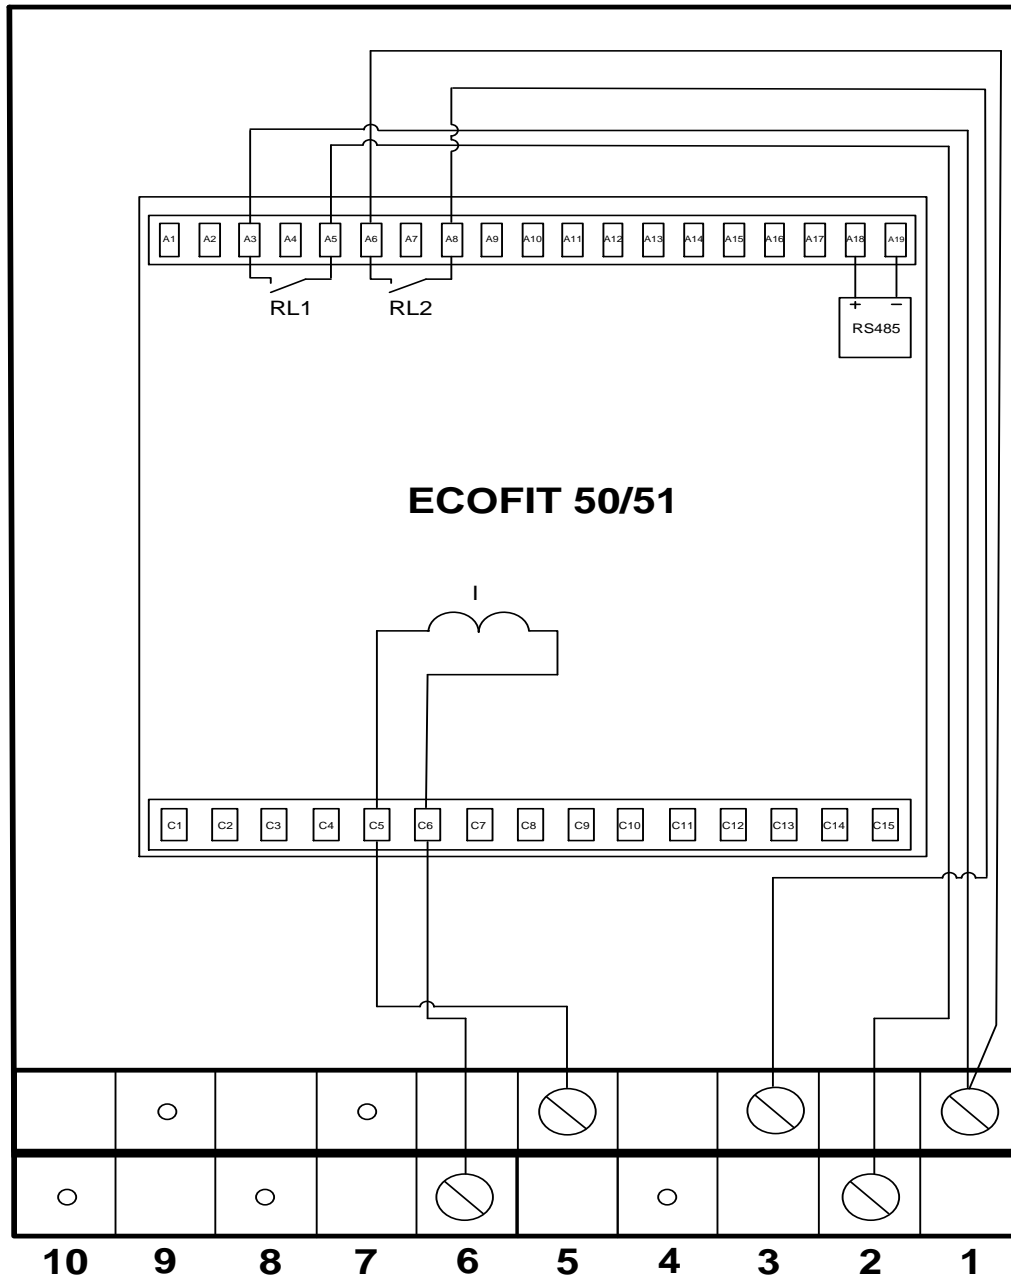 A1 A2 A3 A4 A5 A6 A7 A8 A9 A10 A11 A12 A13 A14 A15 A16 A17 A18 A19
RL1 RL2
+ −
RS485
ECOFIT 50/51
I
C1 C2 C3 C4 C5 C6 C7 C8 C9 C10 C11 C12 C13 C14 C15
10 9 8 7 6 5 4 3 2 1